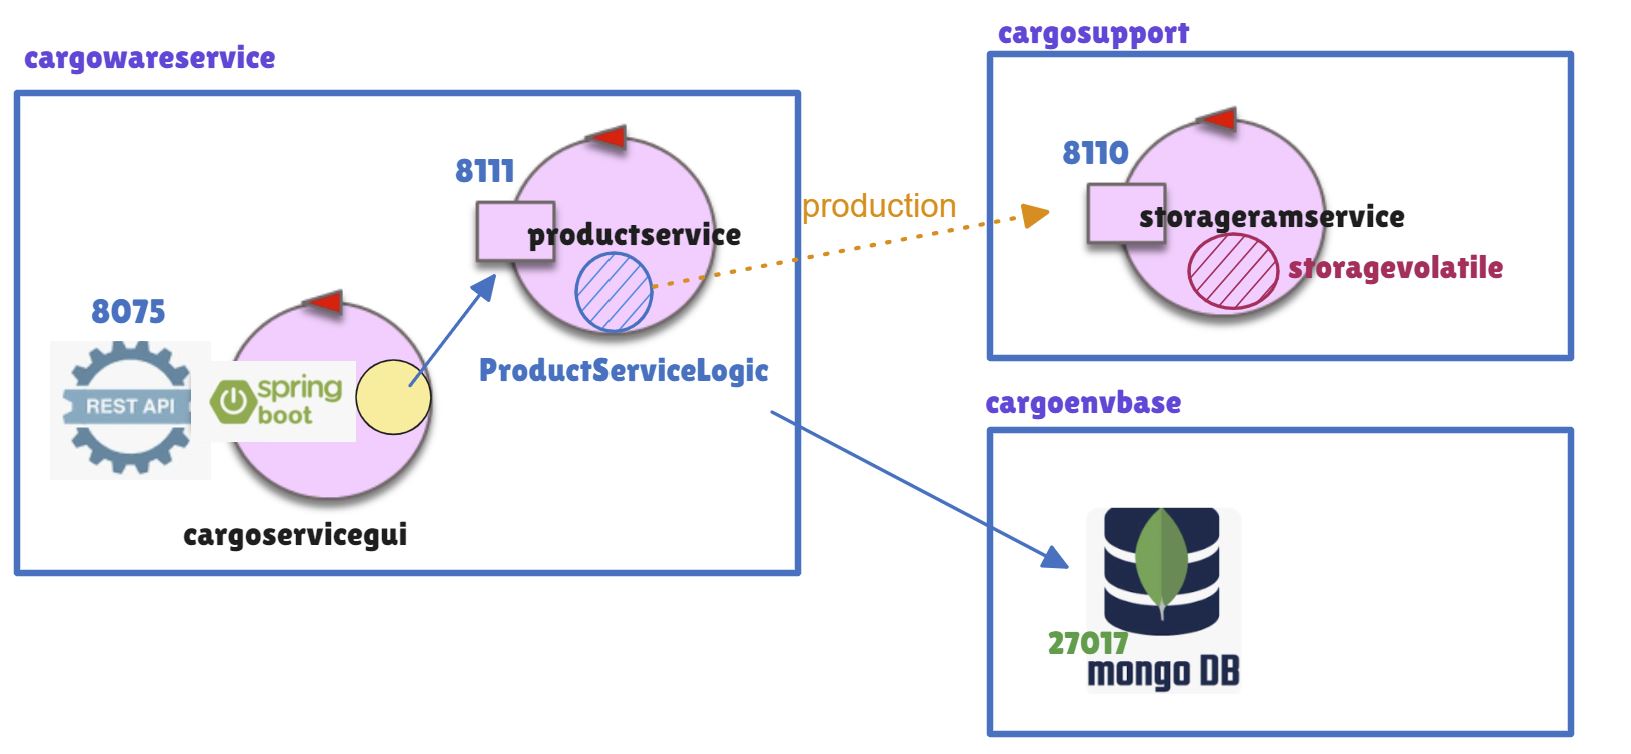 cargowareservice
8111
productservice
8075
REST API
spring
boot
ProductServiceLogic
cargoservicegui
production
cargosupport
8110
storageramservice
storagevolatile
cargoenvbase
27017
mongo DB